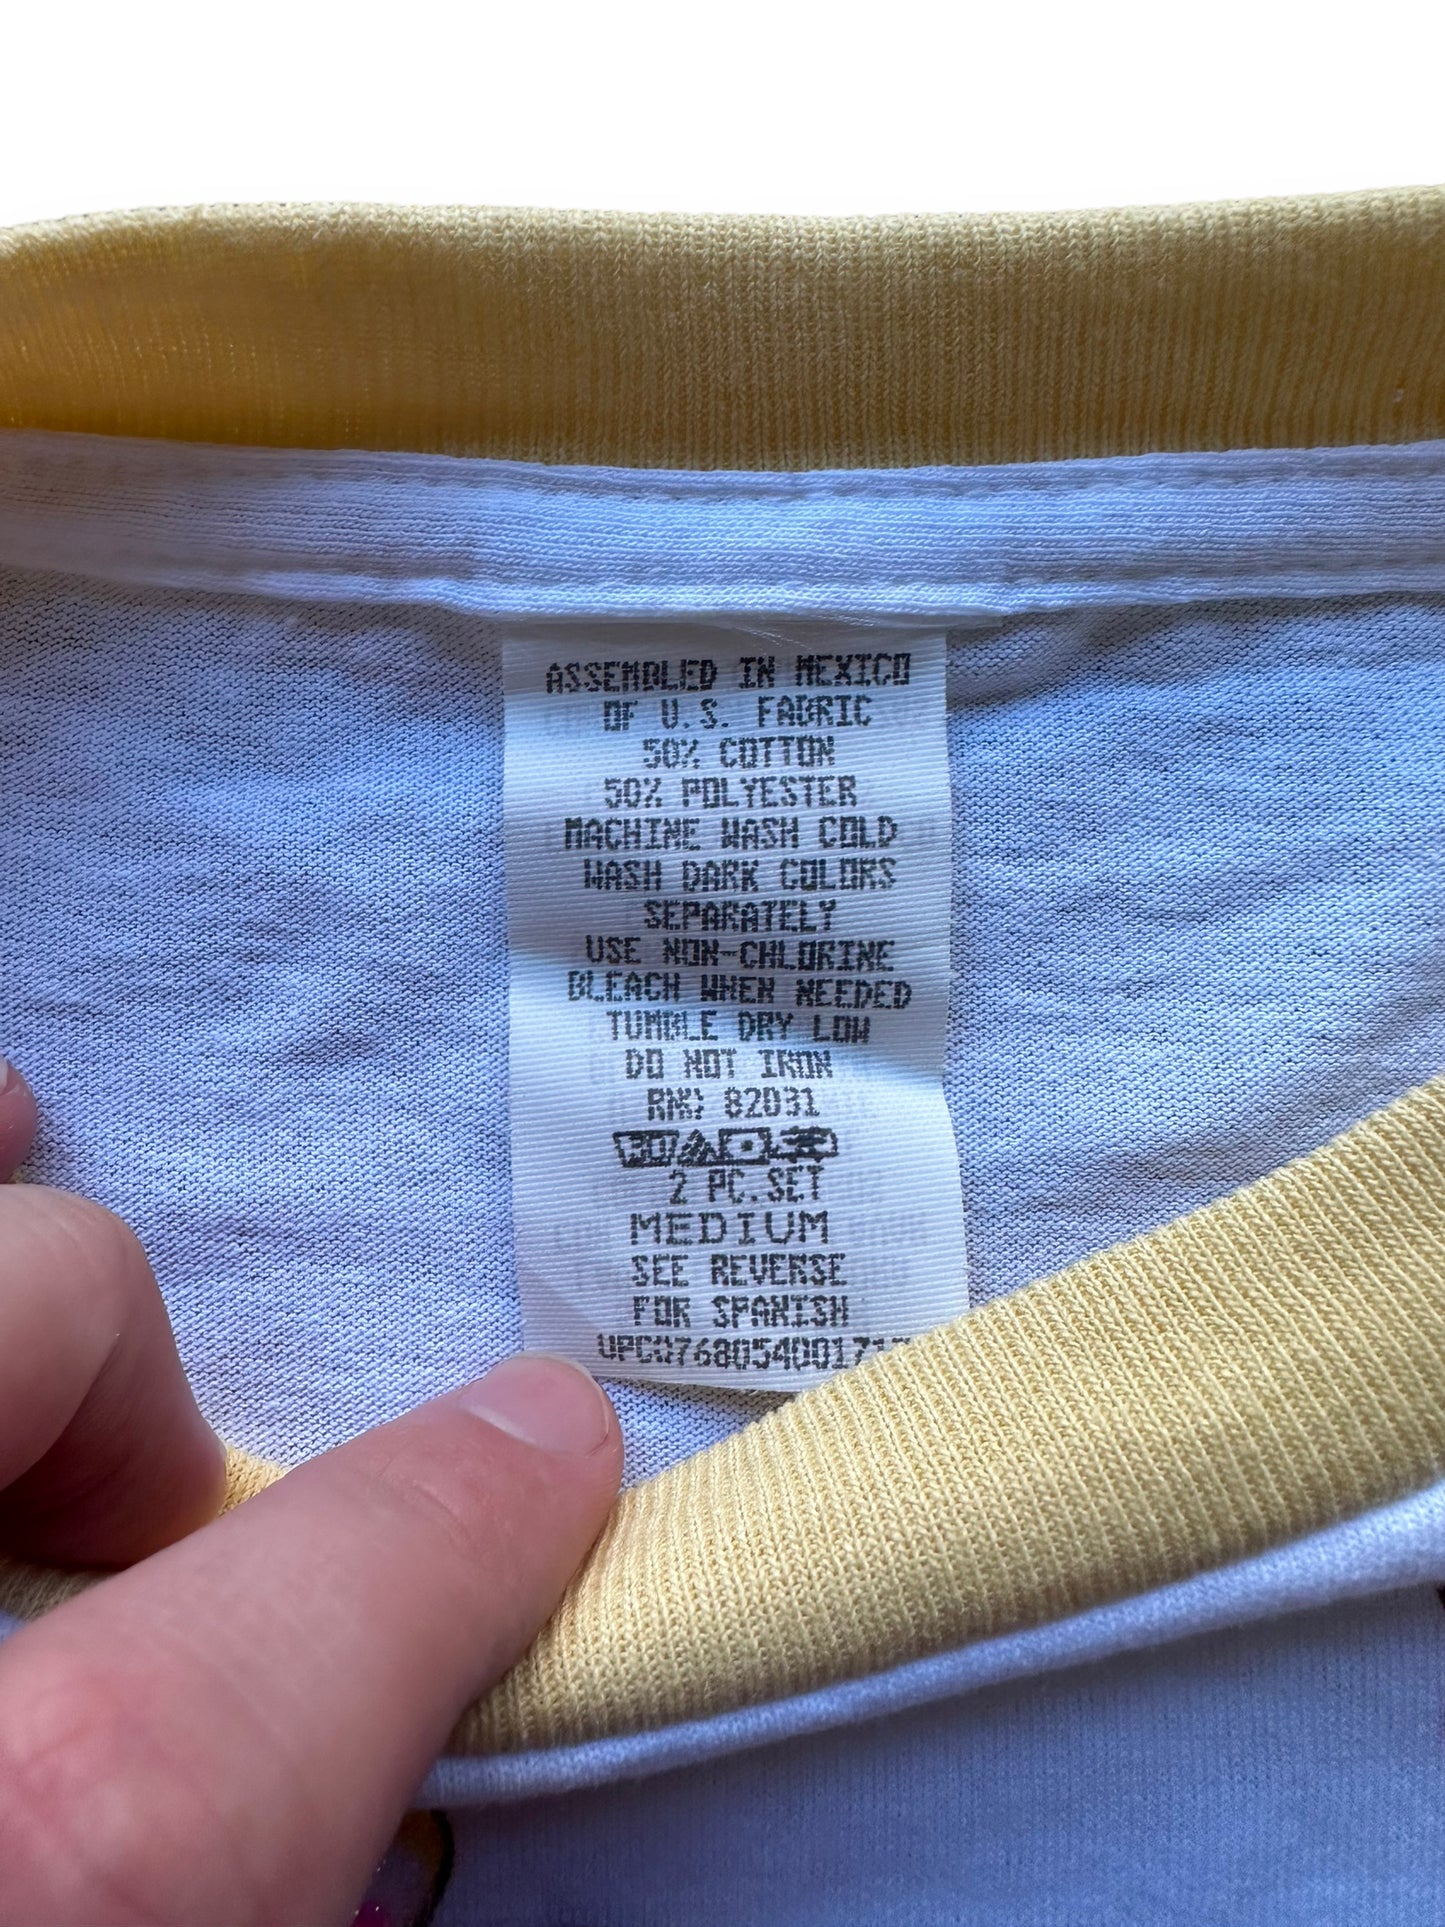 ASSEMBLED IN MEXICO
OF U.S. FABRIC
50% COTTON
50% POLYESTER
MACHINE WASH COLD
WASH DARK COLORS
SEPARATELY
USE NON-CHLORINE
BLEACH WHEN NEEDED
TUMBLE DRY LOW
DO NOT IRON
RN: 82031
2 PC.SET
MEDIUM
SEE REVERSE
FOR SPANISH